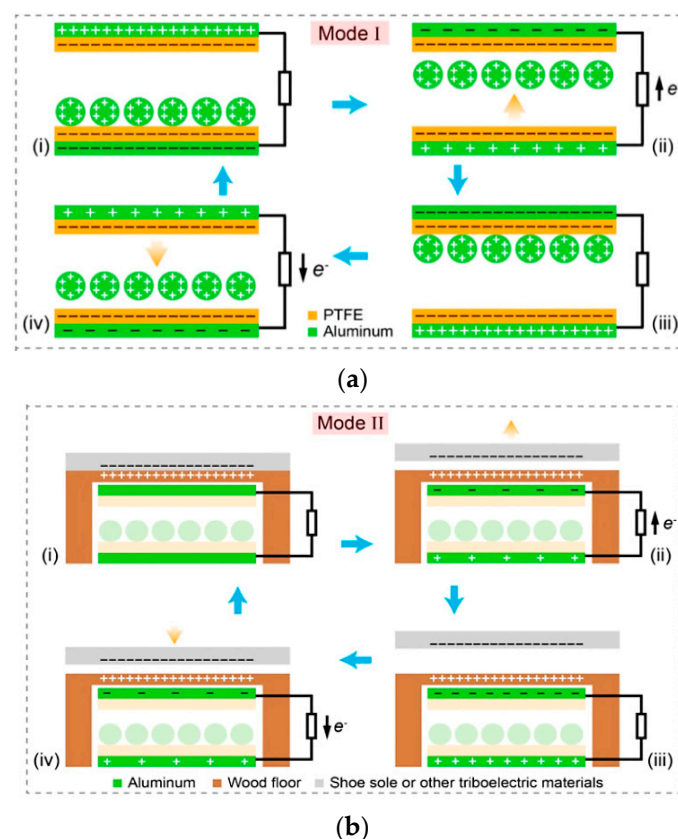 Mode I
(i)
e
(ii)
e-
(iv)
PTFE
Aluminum
(iii)
(a)
Mode II
(i)
e-
(ii)
(iv)
e-
(iii)
Aluminum
Wood floor
Shoe sole or other triboelectric materials
(b)